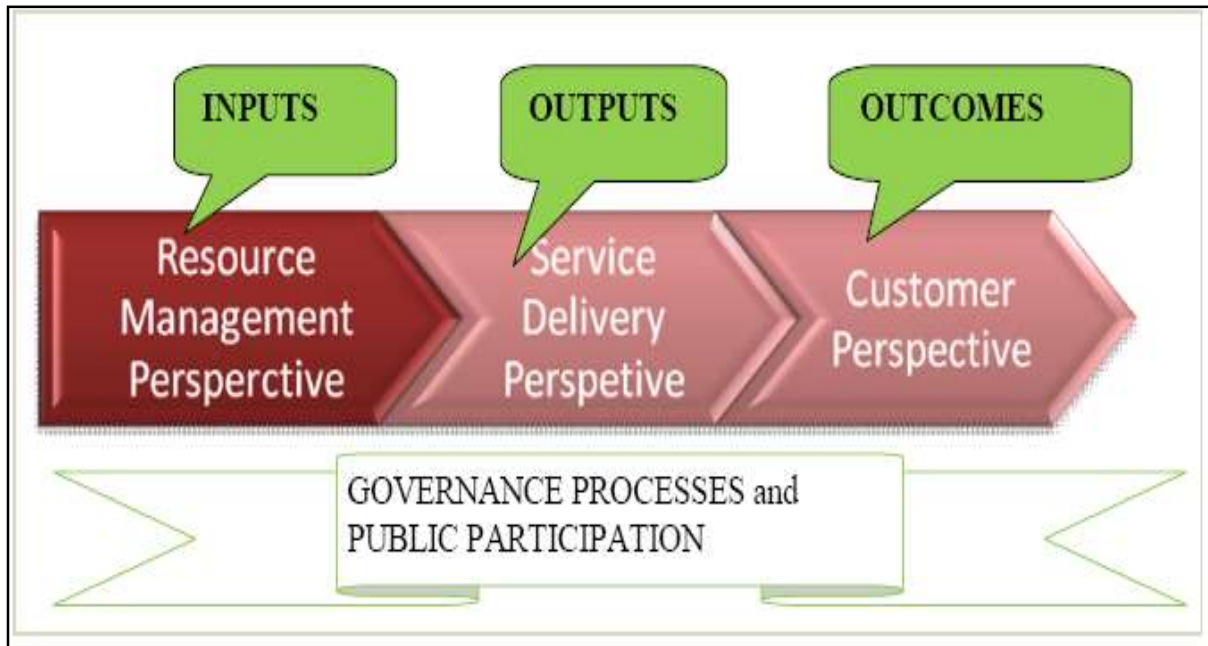 INPUTS
OUTPUTS
OUTCOMES
Resource
Management
Persperctive
Service
Delivery
Perspetive
Customer
Perspective
GOVERNANCE PROCESSES and
PUBLIC PARTICIPATION